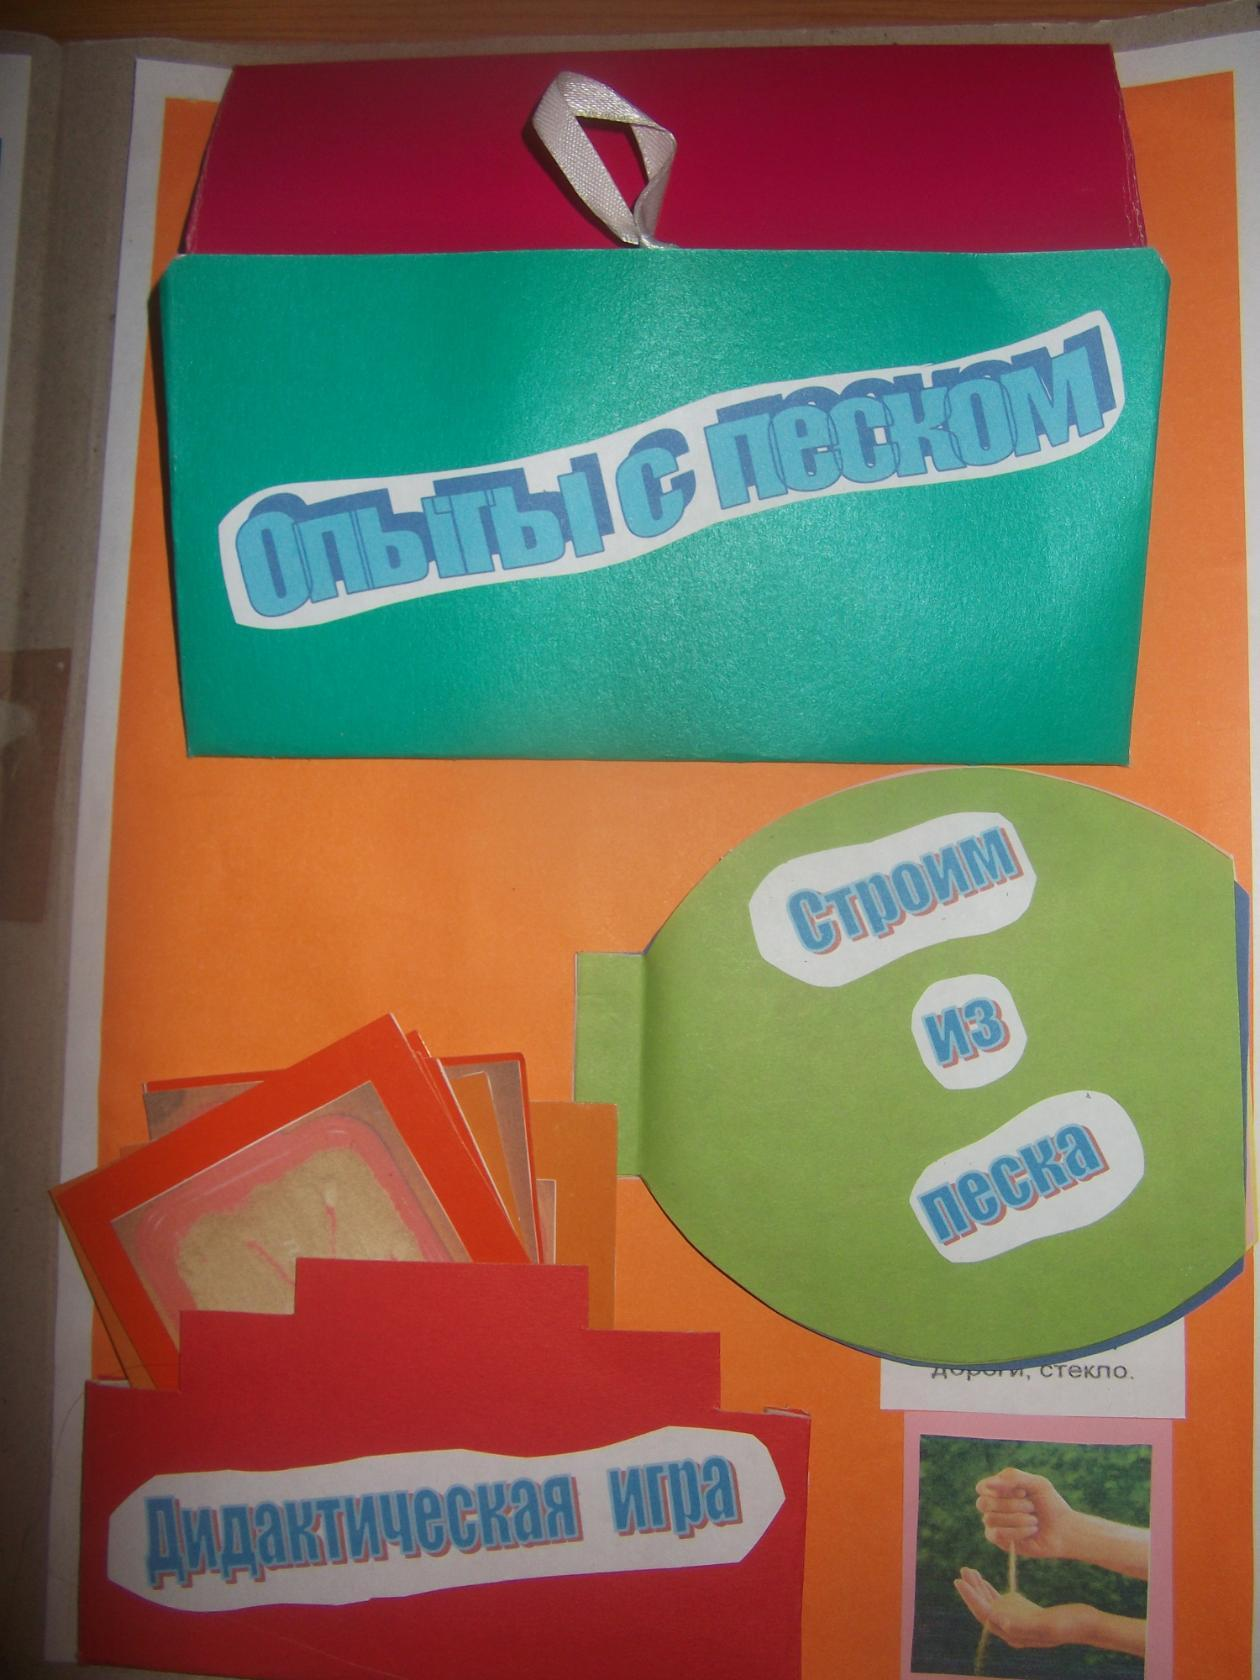 Опыты с песком
Строим
из
песка
дороги, стекло.
Дидактическая игра